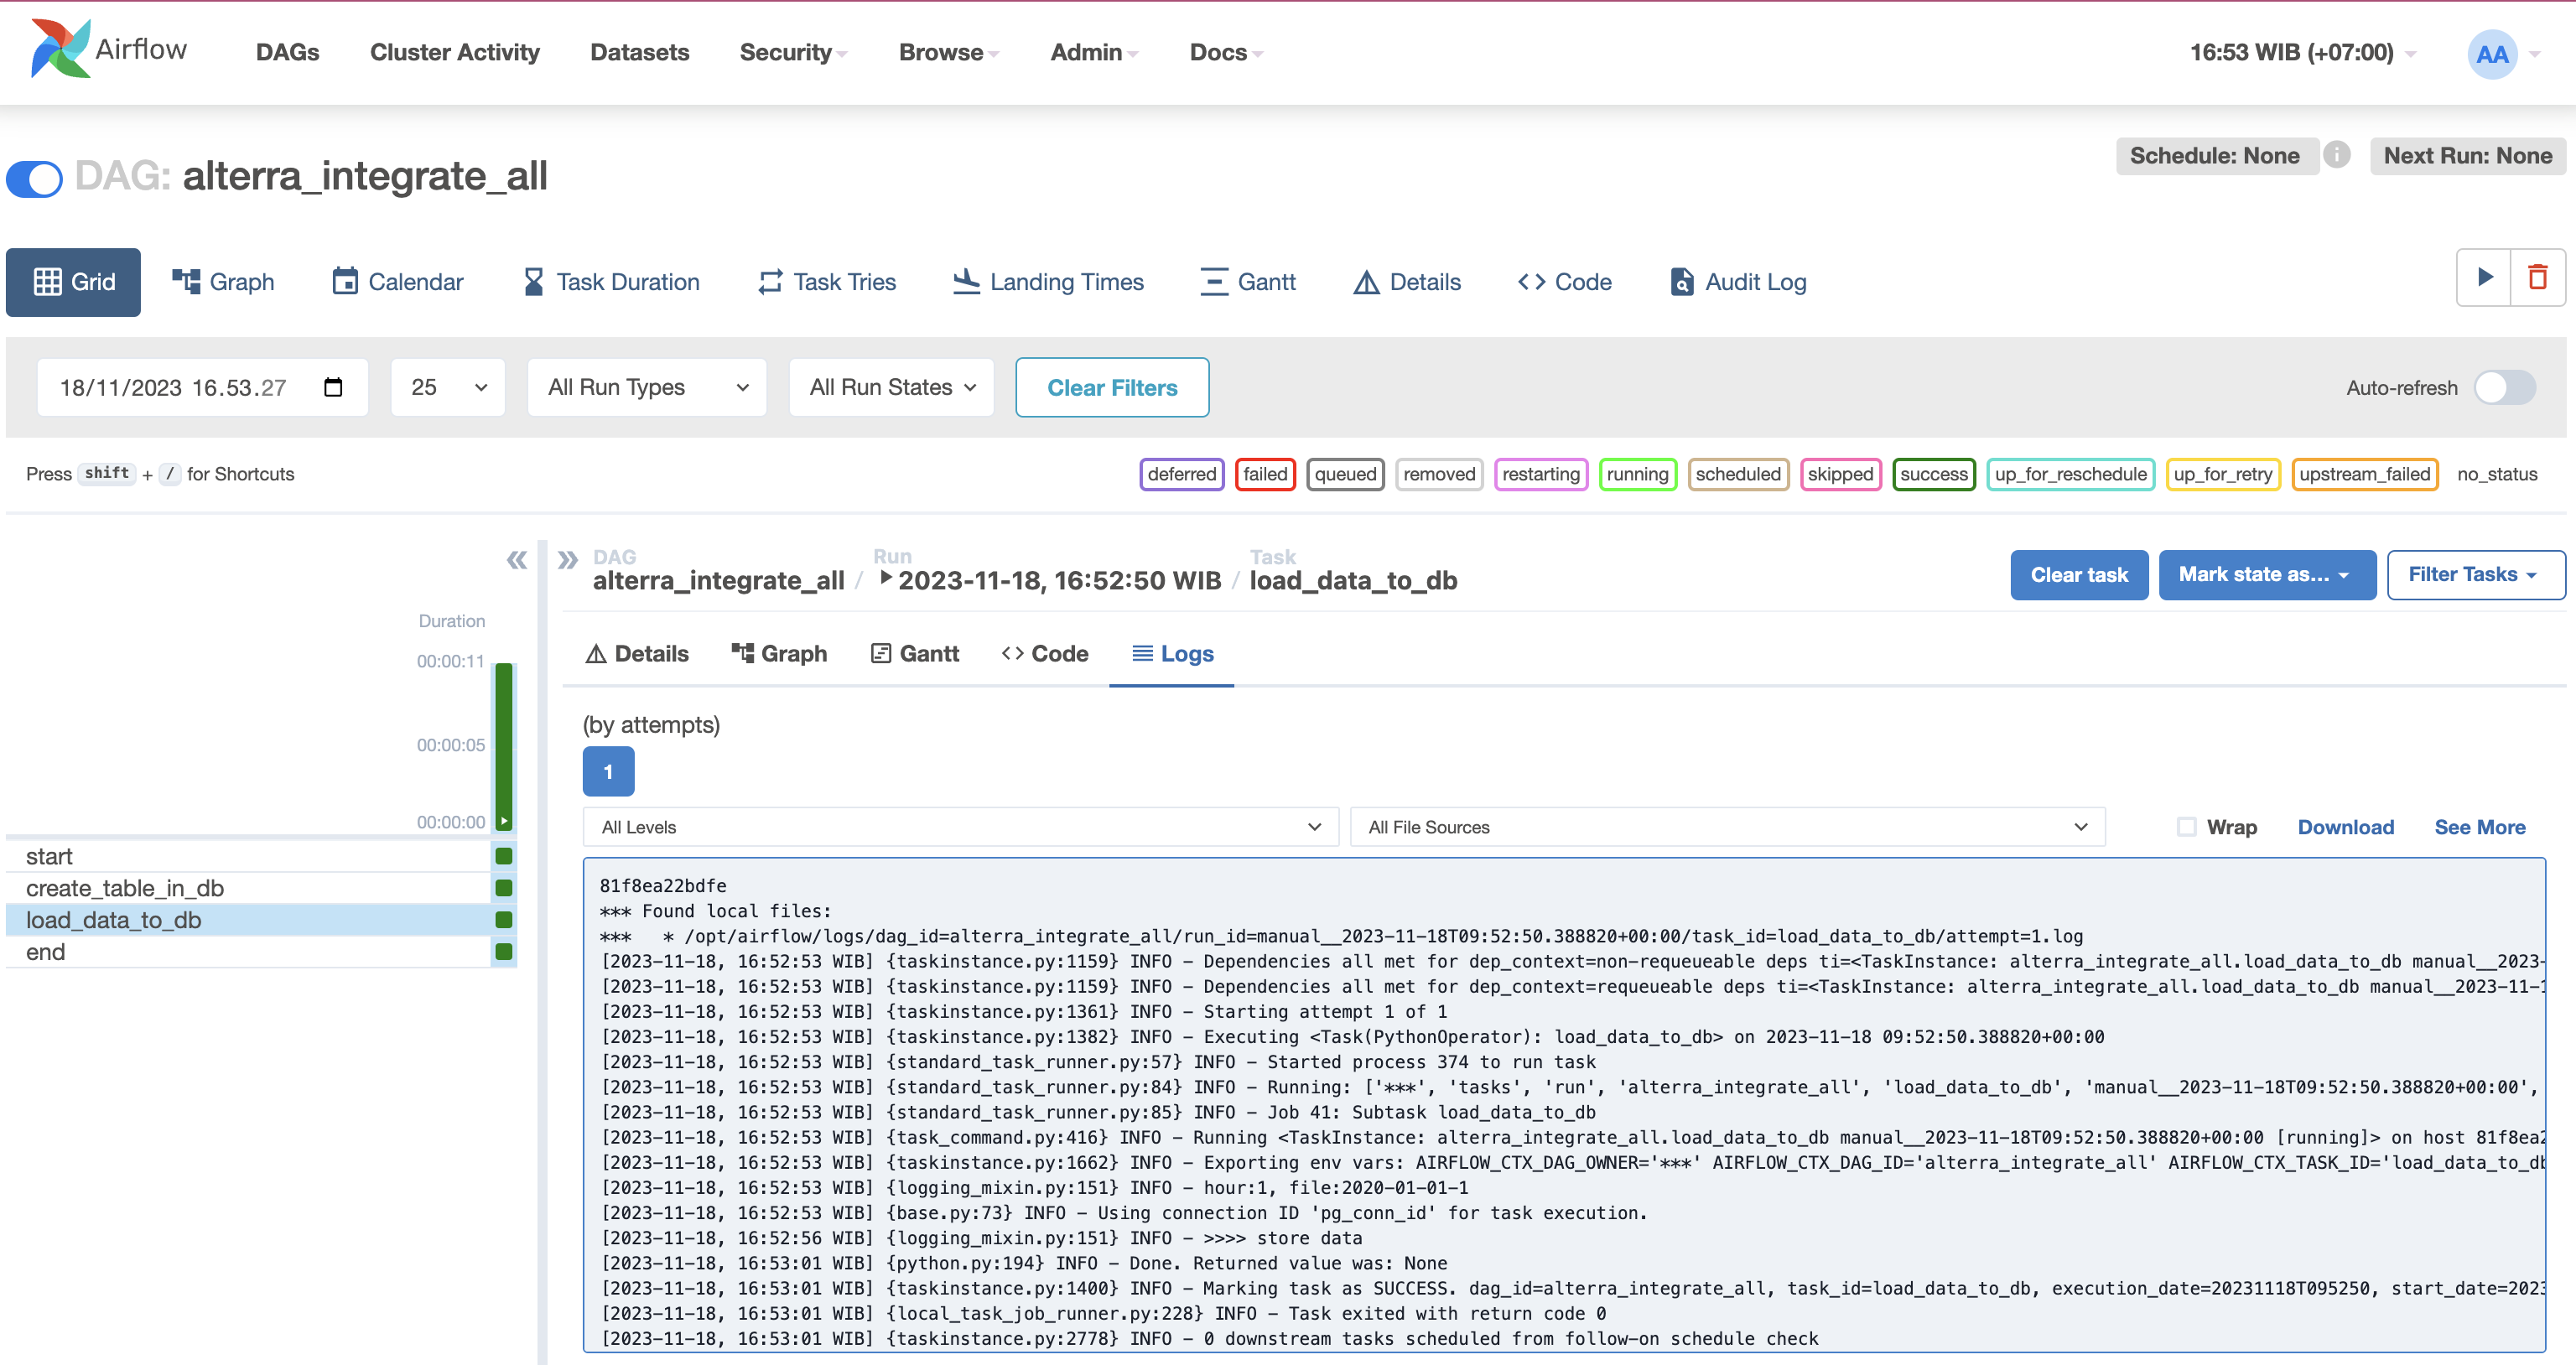 Airflow DAGs Cluster Activity Datasets Security Browse Admin Docs 16:53 WIB (+07:00) AA
DAG: alterra_integrate_all Schedule: None i Next Run: None
Grid Graph Calendar Task Duration Task Tries Landing Times Gantt Details Code Audit Log
18/11/2023 16.53.27 25 All Run Types All Run States Clear Filters Auto-refresh
Press shift + / for Shortcuts deferred failed queued removed restarting running scheduled skipped success up_for_reschedule up_for_retry upstream_failed no_status
Duration
00:00:11
00:00:05
00:00:00
start
create_table_in_db
load_data_to_db
end
DAG Run Task
alterra_integrate_all / 2023-11-18, 16:52:50 WIB / load_data_to_db Clear task Mark state as... Filter Tasks
Details Graph Gantt Code Logs
(by attempts)
1
All Levels All File Sources Wrap Download See More
81f8ea22bdfe
*** Found local files:
***   * /opt/airflow/logs/dag_id=alterra_integrate_all/run_id=manual__2023-11-18T09:52:50.388820+00:00/task_id=load_data_to_db/attempt=1.log
[2023-11-18, 16:52:53 WIB] {taskinstance.py:1159} INFO - Dependencies all met for dep_context=non-requeueable deps ti=<TaskInstance: alterra_integrate_all.load_data_to_db manual__2023-
[2023-11-18, 16:52:53 WIB] {taskinstance.py:1159} INFO - Dependencies all met for dep_context=requeueable deps ti=<TaskInstance: alterra_integrate_all.load_data_to_db manual__2023-11-1
[2023-11-18, 16:52:53 WIB] {taskinstance.py:1361} INFO - Starting attempt 1 of 1
[2023-11-18, 16:52:53 WIB] {taskinstance.py:1382} INFO - Executing <Task(PythonOperator): load_data_to_db> on 2023-11-18 09:52:50.388820+00:00
[2023-11-18, 16:52:53 WIB] {standard_task_runner.py:57} INFO - Started process 374 to run task
[2023-11-18, 16:52:53 WIB] {standard_task_runner.py:84} INFO - Running: ['***', 'tasks', 'run', 'alterra_integrate_all', 'load_data_to_db', 'manual__2023-11-18T09:52:50.388820+00:00',
[2023-11-18, 16:52:53 WIB] {standard_task_runner.py:85} INFO - Job 41: Subtask load_data_to_db
[2023-11-18, 16:52:53 WIB] {task_command.py:416} INFO - Running <TaskInstance: alterra_integrate_all.load_data_to_db manual__2023-11-18T09:52:50.388820+00:00 [running]> on host 81f8ea2
[2023-11-18, 16:52:53 WIB] {taskinstance.py:1662} INFO - Exporting env vars: AIRFLOW_CTX_DAG_OWNER='***' AIRFLOW_CTX_DAG_ID='alterra_integrate_all' AIRFLOW_CTX_TASK_ID='load_data_to_db
[2023-11-18, 16:52:53 WIB] {logging_mixin.py:151} INFO - hour:1, file:2020-01-01-1
[2023-11-18, 16:52:53 WIB] {base.py:73} INFO - Using connection ID 'pg_conn_id' for task execution.
[2023-11-18, 16:52:56 WIB] {logging_mixin.py:151} INFO - >>>> store data
[2023-11-18, 16:53:01 WIB] {python.py:194} INFO - Done. Returned value was: None
[2023-11-18, 16:53:01 WIB] {taskinstance.py:1400} INFO - Marking task as SUCCESS. dag_id=alterra_integrate_all, task_id=load_data_to_db, execution_date=20231118T095250, start_date=2023
[2023-11-18, 16:53:01 WIB] {local_task_job_runner.py:228} INFO - Task exited with return code 0
[2023-11-18, 16:53:01 WIB] {taskinstance.py:2778} INFO - 0 downstream tasks scheduled from follow-on schedule check